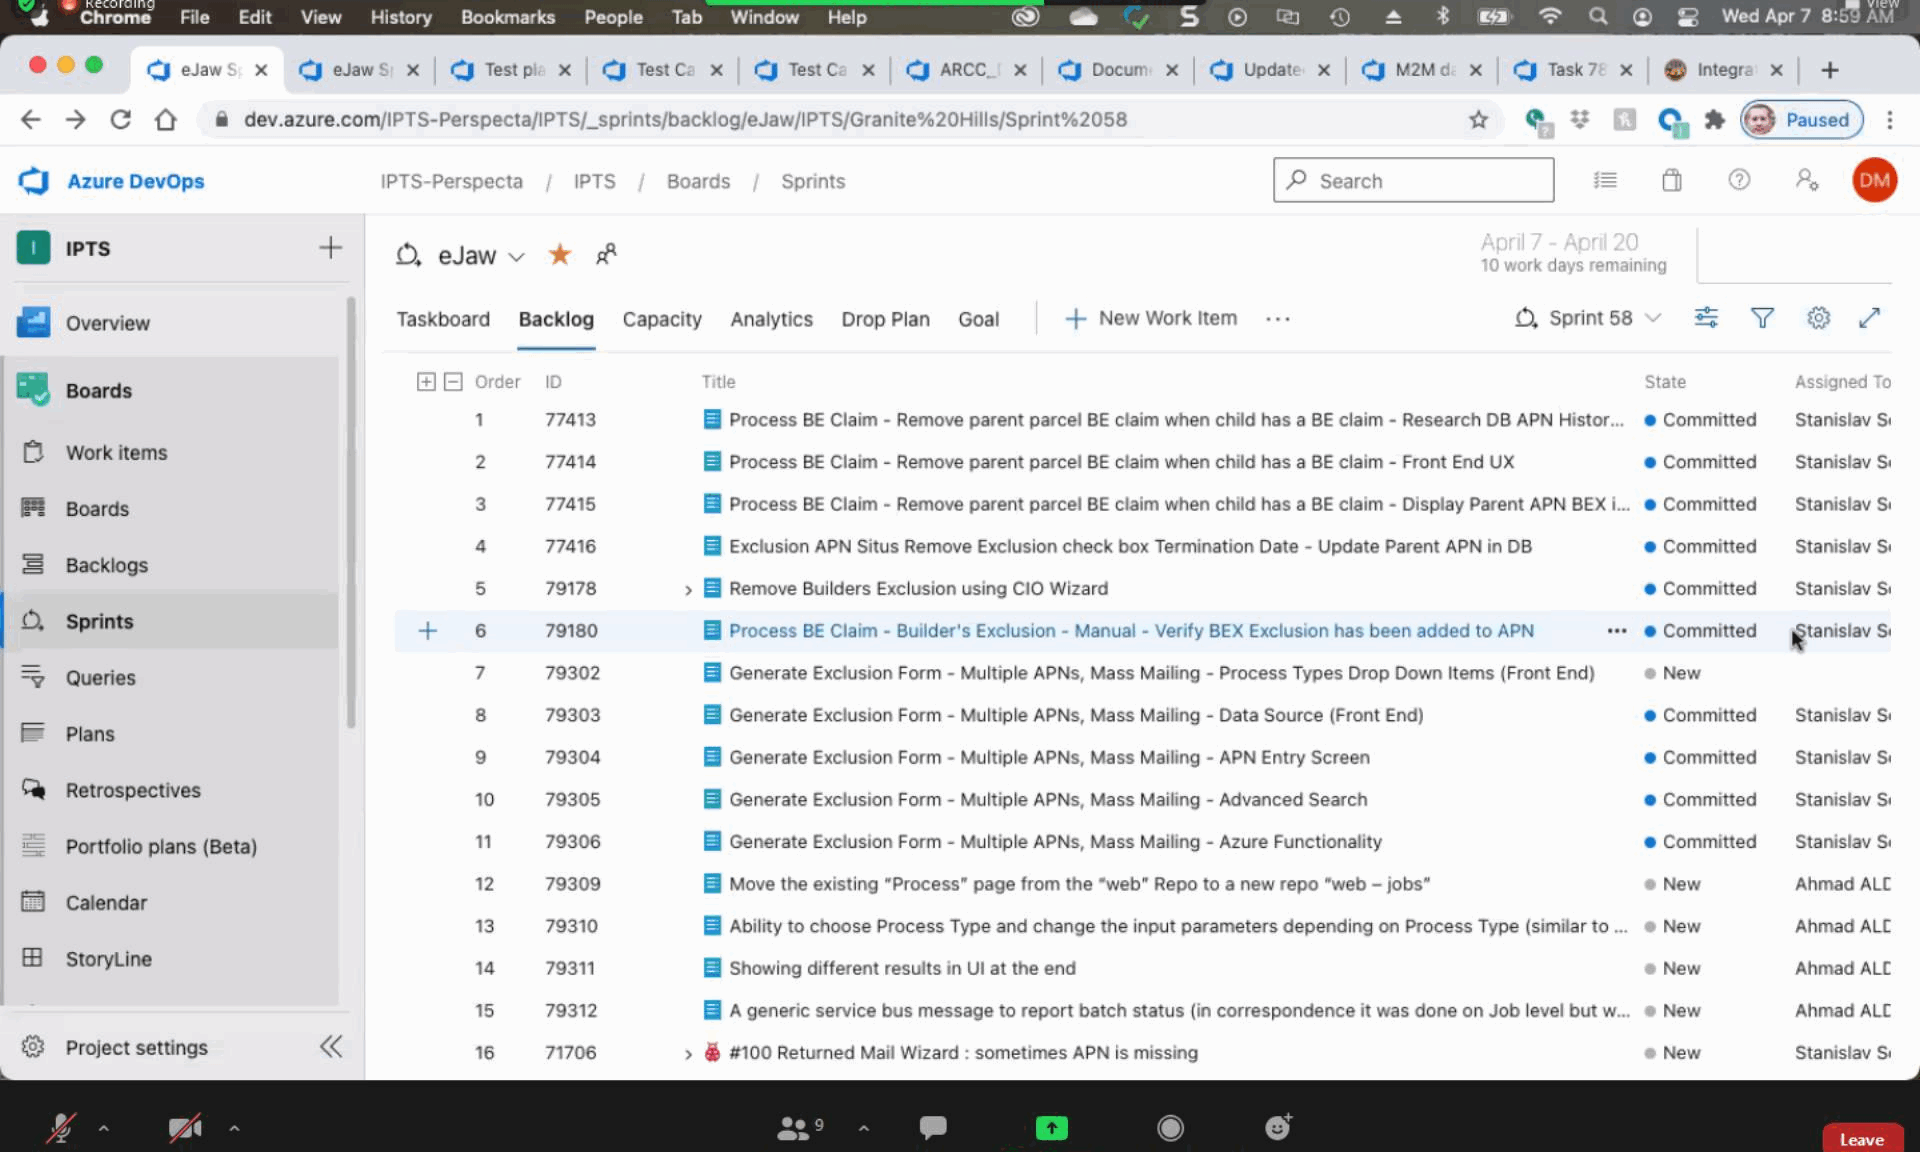 Recording
View
Chrome File Edit View History Bookmarks People Tab Window Help Wed Apr 7 8:59 AM
eJaw Sp eJaw Sp Test pla Test Ca Test Ca ARCC_ Docum Update M2M da Task 78 Integra
dev.azure.com/IPTS-Perspecta/IPTS/_sprints/backlog/eJaw/IPTS/Granite%20Hills/Sprint%2058 Paused
Azure DevOps IPTS-Perspecta / IPTS / Boards / Sprints Search DM
I IPTS
eJaw April 7 - April 20
10 work days remaining
Taskboard Backlog Capacity Analytics Drop Plan Goal New Work Item Sprint 58
Overview
Boards
Work items
Boards
Backlogs
Sprints
Queries
Plans
Retrospectives
Portfolio plans (Beta)
Calendar
StoryLine
Project settings
Order ID Title State Assigned To
1 77413 Process BE Claim - Remove parent parcel BE claim when child has a BE claim - Research DB APN Histor... Committed Stanislav
2 77414 Process BE Claim - Remove parent parcel BE claim when child has a BE claim - Front End UX Committed Stanislav
3 77415 Process BE Claim - Remove parent parcel BE claim when child has a BE claim - Display Parent APN BEX i... Committed Stanislav
4 77416 Exclusion APN Situs Remove Exclusion check box Termination Date - Update Parent APN in DB Committed Stanislav
5 79178 Remove Builders Exclusion using CIO Wizard Committed Stanislav
6 79180 Process BE Claim - Builder's Exclusion - Manual - Verify BEX Exclusion has been added to APN Committed Stanislav
7 79302 Generate Exclusion Form - Multiple APNs, Mass Mailing - Process Types Drop Down Items (Front End) New
8 79303 Generate Exclusion Form - Multiple APNs, Mass Mailing - Data Source (Front End) Committed Stanislav
9 79304 Generate Exclusion Form - Multiple APNs, Mass Mailing - APN Entry Screen Committed Stanislav
10 79305 Generate Exclusion Form - Multiple APNs, Mass Mailing - Advanced Search Committed Stanislav
11 79306 Generate Exclusion Form - Multiple APNs, Mass Mailing - Azure Functionality Committed Stanislav
12 79309 Move the existing “Process” page from the “web” Repo to a new repo “web – jobs” New Ahmad ALD
13 79310 Ability to choose Process Type and change the input parameters depending on Process Type (similar to ... New Ahmad ALD
14 79311 Showing different results in UI at the end New Ahmad ALD
15 79312 A generic service bus message to report batch status (in correspondence it was done on Job level but w... New Ahmad ALD
16 71706 #100 Returned Mail Wizard : sometimes APN is missing New Stanislav
9
Leave